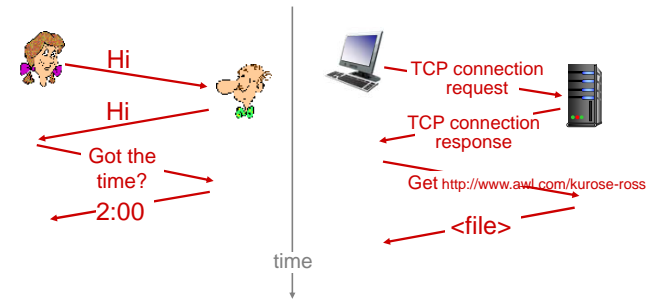 Hi
Hi
Got the
time?
2:00
time
TCP connection
request
TCP connection
response
Get http://www.awl.com/kurose-ross
<file>